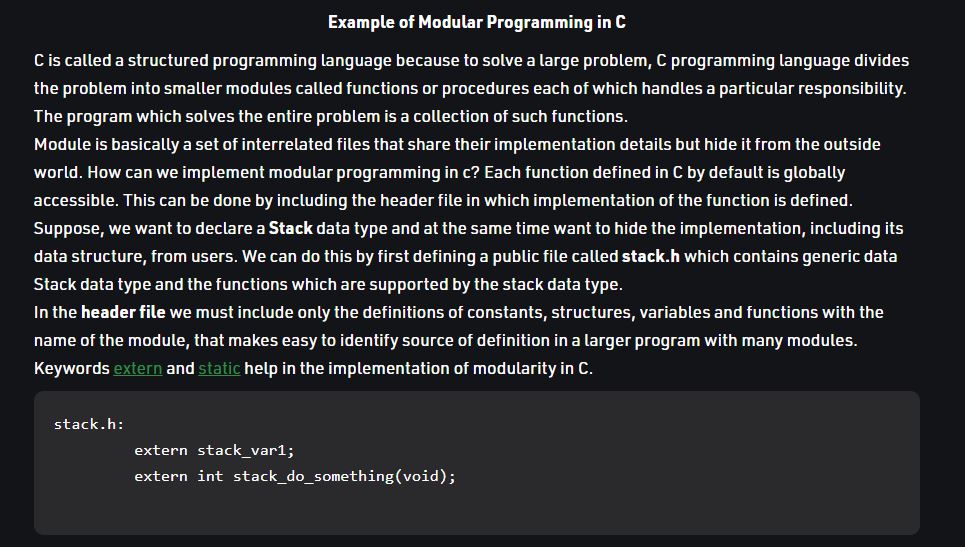 Example of Modular Programming in C
C is called a structured programming language because to solve a large problem, C programming language divides
the problem into smaller modules called functions or procedures each of which handles a particular responsibility.
The program which solves the entire problem is a collection of such functions.
Module is basically a set of interrelated files that share their implementation details but hide it from the outside
world. How can we implement modular programming in c? Each function defined in C by default is globally
accessible. This can be done by including the header file in which implementation of the function is defined.
Suppose, we want to declare a Stack data type and at the same time want to hide the implementation, including its
data structure, from users. We can do this by first defining a public file called stack.h which contains generic data
Stack data type and the functions which are supported by the stack data type.
In the header file we must include only the definitions of constants, structures, variables and functions with the
name of the module, that makes easy to identify source of definition in a larger program with many modules.
Keywords extern and static help in the implementation of modularity in C.
stack.h:
extern stack_var1;
extern int stack_do_something(void);